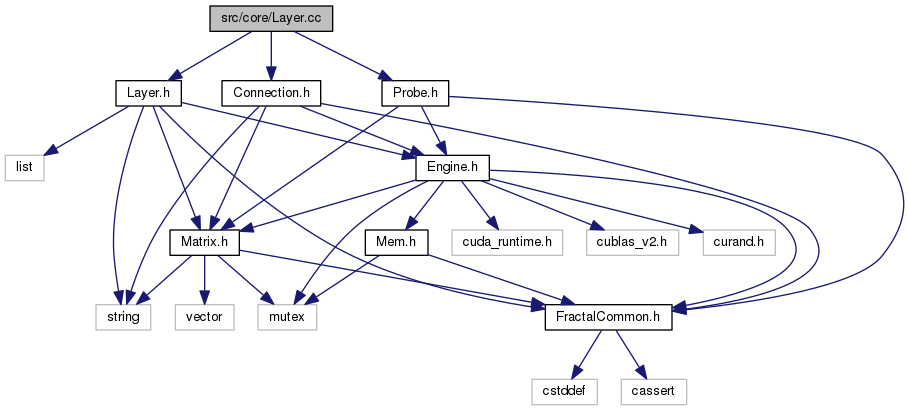 src/core/Layer.cc
Layer.h
Connection.h
Probe.h
list
Engine.h
Matrix.h
Mem.h
cuda_runtime.h
cublas_v2.h
curand.h
string
vector
mutex
FractalCommon.h
cstddef
cassert